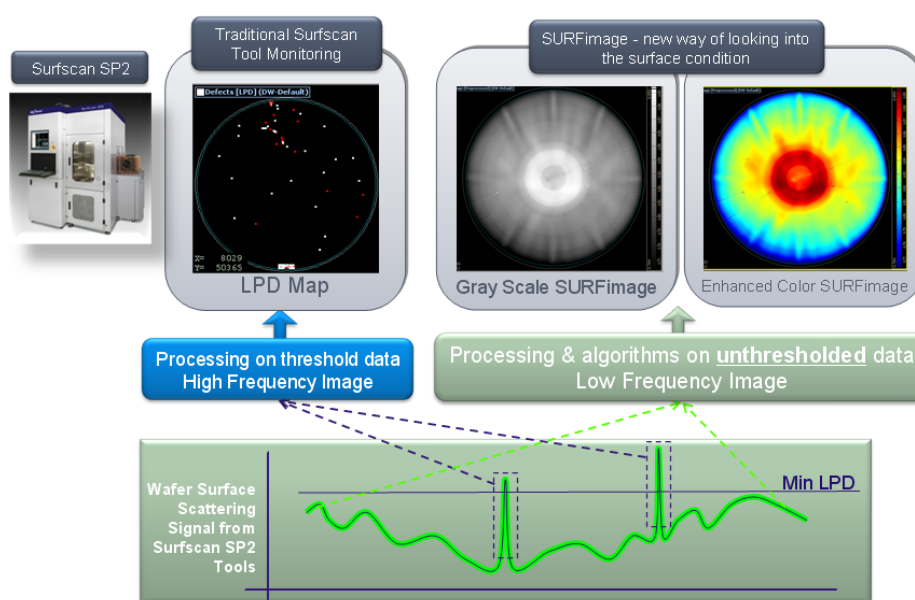 Surfscan SP2
Traditional Surfscan
Tool Monitoring
SURFimage - new way of looking into
the surface condition
Defects [LPD] (DW-Default)
X= 8029
Y= 50365
LPD Map
Gray Scale SURFimage
Enhanced Color SURFimage
Processing on threshold data
High Frequency Image
Processing & algorithms on unthresholded data
Low Frequency Image
Wafer Surface
Scattering
Signal from
Surfscan SP2
Tools
Min LPD